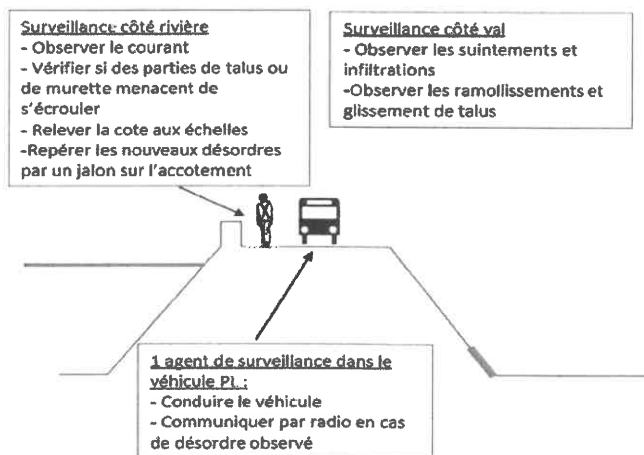 Surveillance côté rivière
- Observer le courant
- Vérifier si des parties de talus ou
de murette menacent de
s'écrouler
- Relever la cote aux échelles
-Repérer les nouveaux désordres
par un jalon sur l'accotement
Surveillance côté val
- Observer les suintements et
infiltrations
-Observer les ramollissements et
glissement de talus
1 agent de surveillance dans le
véhicule PL :
- Conduire le véhicule
- Communiquer par radio en cas
de désordre observé